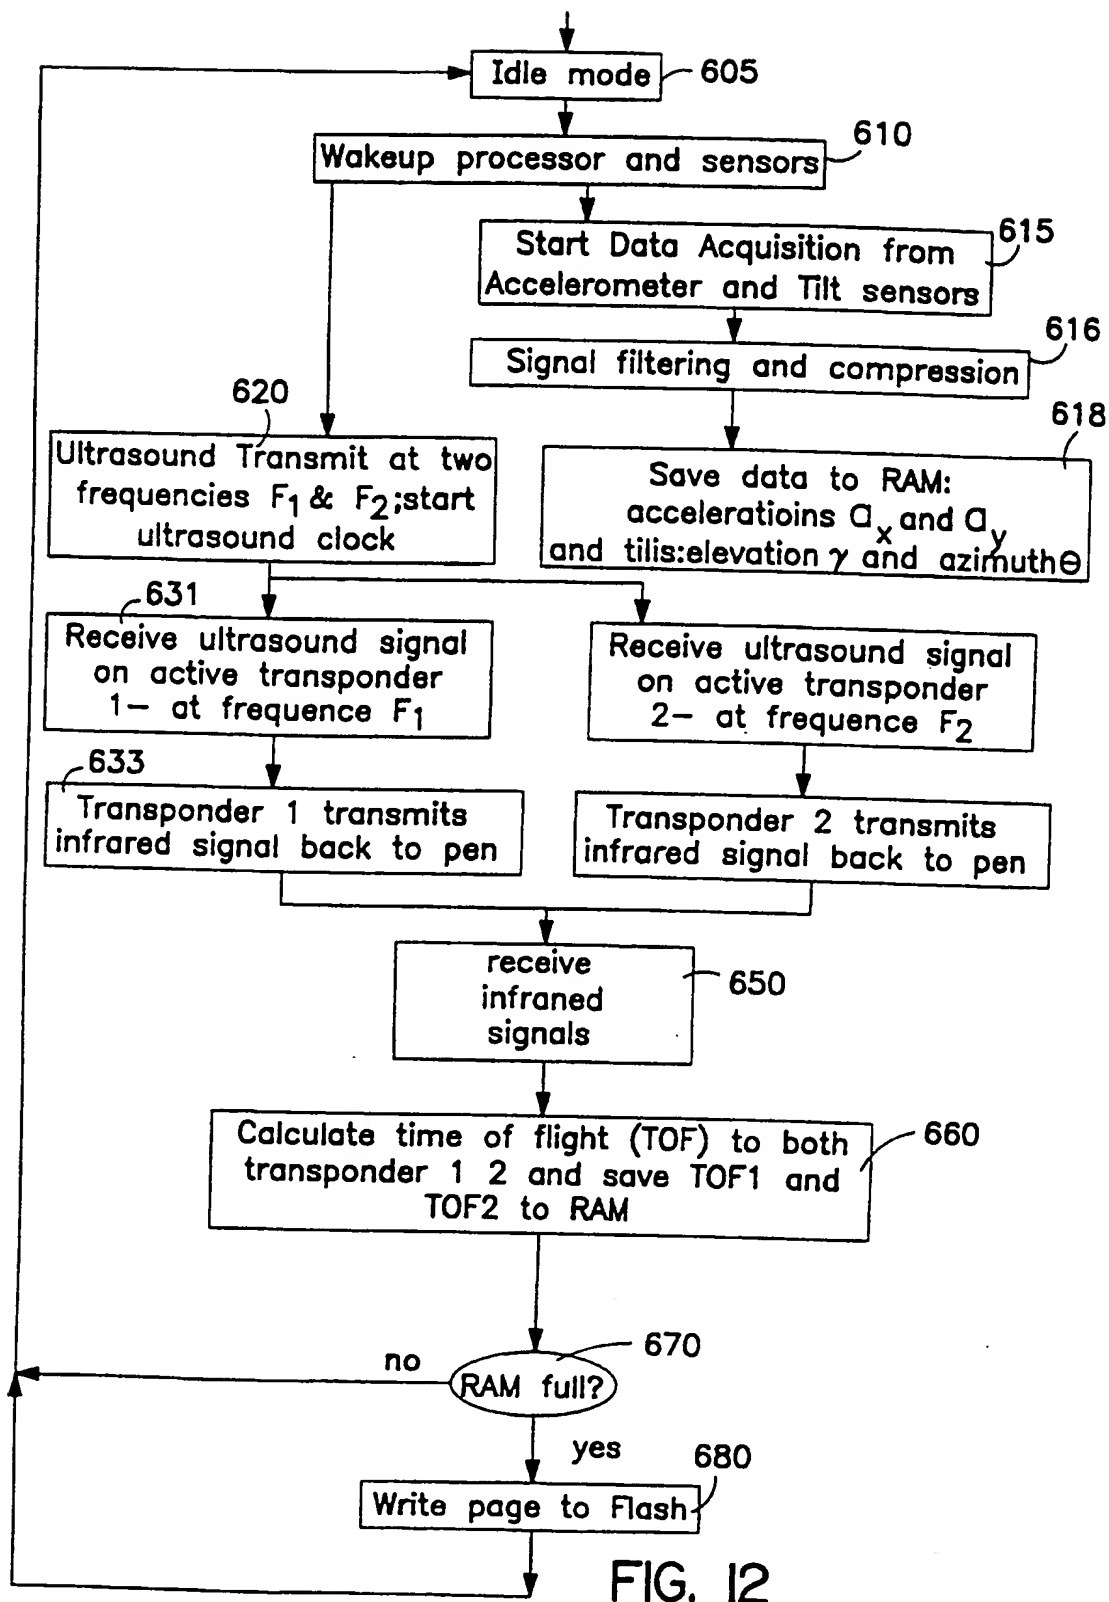 Idle mode
605
Wakeup processor and sensors
610
Start Data Acquisition from
Accelerometer and Tilt sensors
615
Signal filtering and compression
616
Save data to RAM:
acceleratioins ax and ay
and tilis:elevation γ and azimuthΘ
618
620
Ultrasound Transmit at two
frequencies F1 & F2;start
ultrasound clock
631
Receive ultrasound signal
on active transponder
1- at frequence F1
Receive ultrasound signal
on active transponder
2- at frequence F2
633
Transponder 1 transmits
infrared signal back to pen
Transponder 2 transmits
infrared signal back to pen
receive
infraned
signals
650
Calculate time of flight (TOF) to both
transponder 1 2 and save TOF1 and
TOF2 to RAM
660
no
RAM full?
670
yes
Write page to Flash
680
FIG. 12